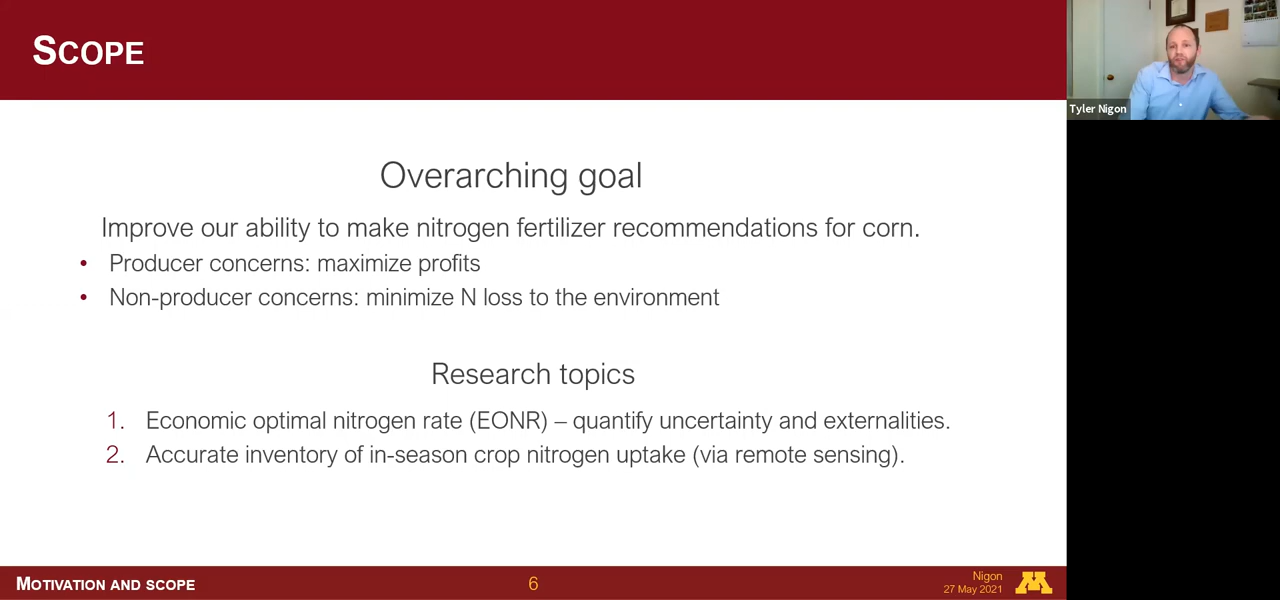 SCOPE
Tyler Nigon
Overarching goal
Improve our ability to make nitrogen fertilizer recommendations for corn.
• Producer concerns: maximize profits
• Non-producer concerns: minimize N loss to the environment
Research topics
1. Economic optimal nitrogen rate (EONR) – quantify uncertainty and externalities.
2. Accurate inventory of in-season crop nitrogen uptake (via remote sensing).
MOTIVATION AND SCOPE
6
Nigon
27 May 2021
M